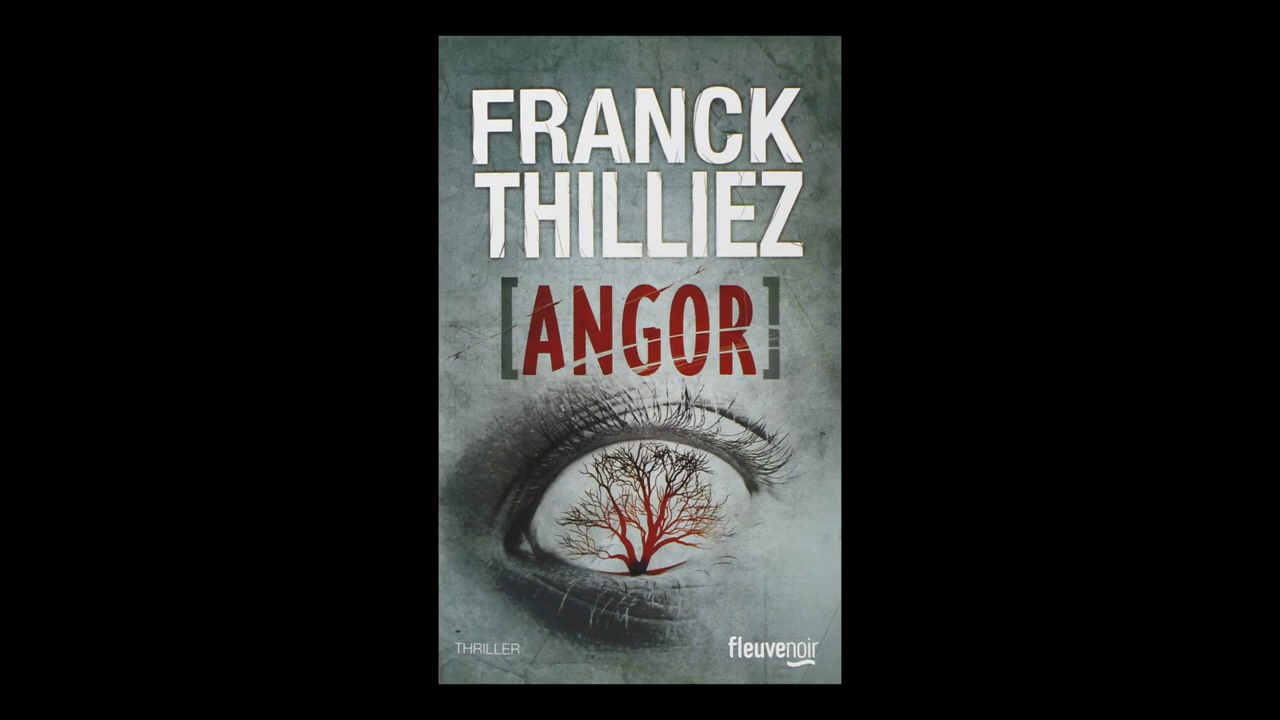 FRANCK
THILLIEZ
[ANGOR]
THRILLER
fleuvenoir